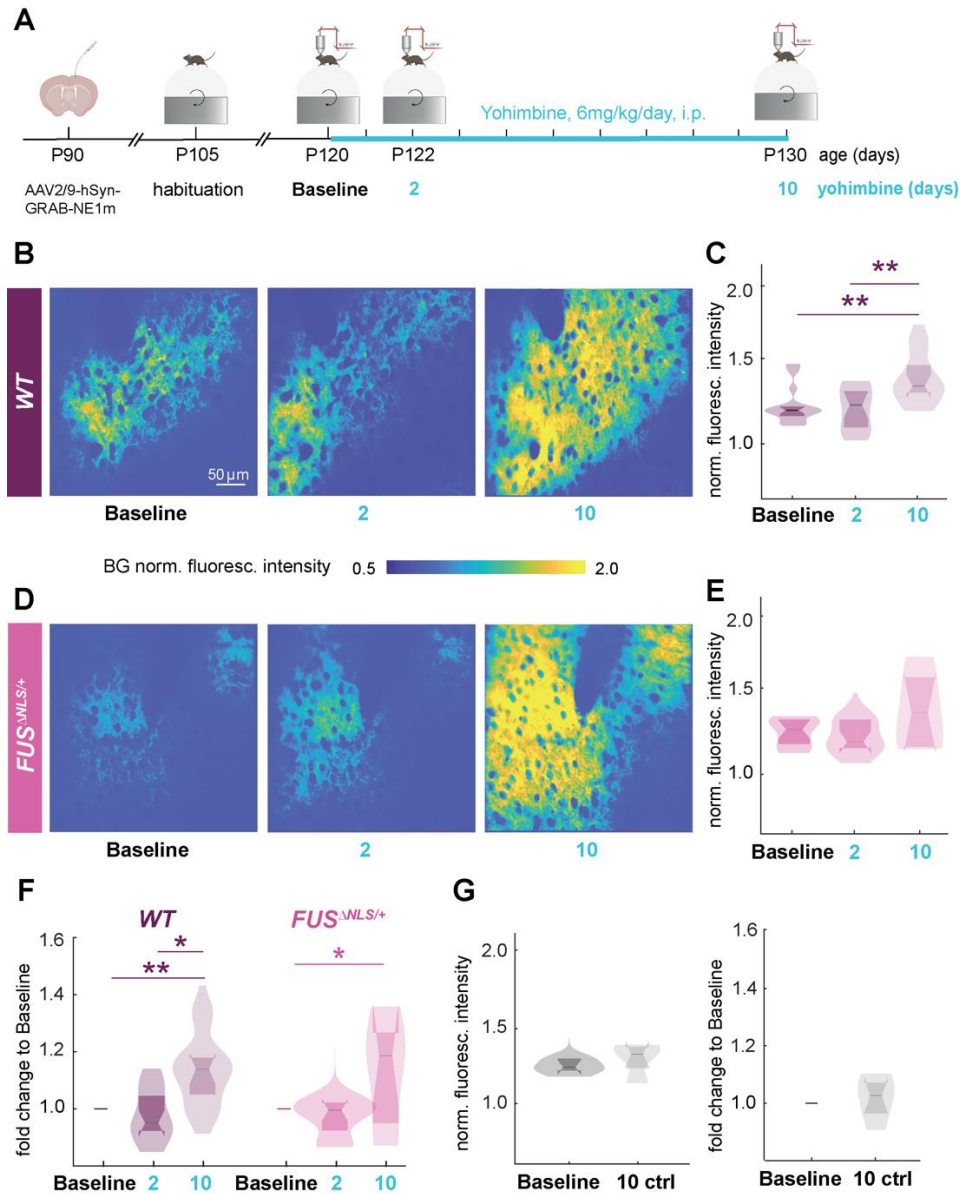 A
Yohimbine, 6mg/kg/day, i.p.
P90 P105 P120 P122 P130 age (days)
AAV2/9-hSyn-
GRAB-NE1m
habituation Baseline 2 10 yohimbine (days)
B
WT
50 µm
Baseline 2 10
C
** 
**
norm. fluoresc. intensity
2.0
1.5
1.0
Baseline 2 10
BG norm. fluoresc. intensity 0.5 2.0
D
FUSΔNLS/+
Baseline 2 10
E
norm. fluoresc. intensity
2.0
1.5
1.0
Baseline 2 10
F
WT FUSΔNLS/+
*
**
*
fold change to Baseline
1.6
1.4
1.2
1.0
Baseline 2 10 Baseline 2 10
G
norm. fluoresc. intensity
2.0
1.5
1.0
Baseline 10 ctrl
fold change to Baseline
1.6
1.4
1.2
1.0
Baseline 10 ctrl